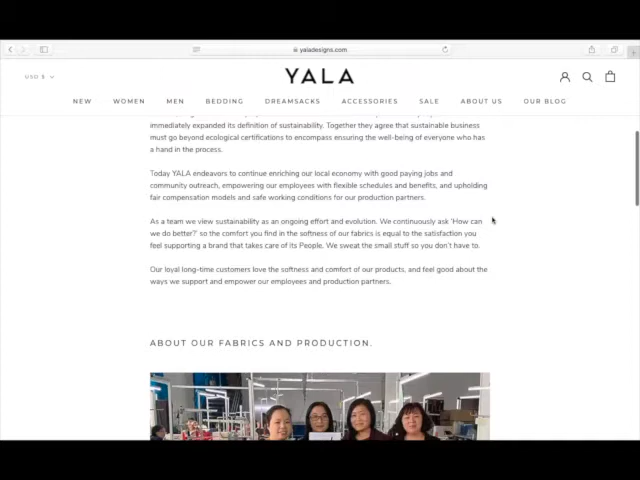 yaladesigns.com
USD $
YALA
NEW WOMEN MEN BEDDING DREAMSACKS ACCESSORIES SALE ABOUT US OUR BLOG
immediately expanded its definition of sustainability. Together they agree that sustainable business
must go beyond ecological certifications to encompass ensuring the well-being of everyone who has
a hand in the process.
Today YALA endeavors to continue enriching our local economy with good paying jobs and
community outreach, empowering our employees with flexible schedules and benefits, and upholding
fair compensation models and safe working conditions for our production partners.
As a team we view sustainability as an ongoing effort and evolution. We continuously ask 'How can
we do better?' so the comfort you find in the softness of our fabrics is equal to the satisfaction you
feel supporting a brand that takes care of its People. We sweat the small stuff so you don't have to.
Our loyal long-time customers love the softness and comfort of our products, and feel good about the
ways we support and empower our employees and production partners.
ABOUT OUR FABRICS AND PRODUCTION.